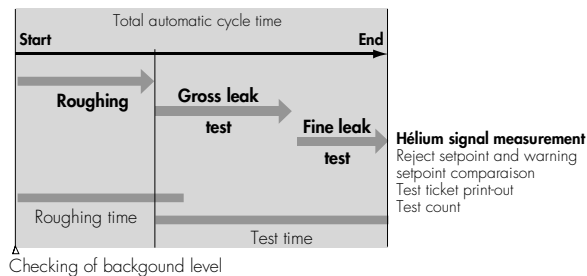 Total automatic cycle time
Start
End
Roughing
Gross leak
test
Fine leak
test
Hélium signal measurement
Reject setpoint and warning
setpoint comparaison
Test ticket print-out
Test count
Roughing time
Test time
Checking of backgound level